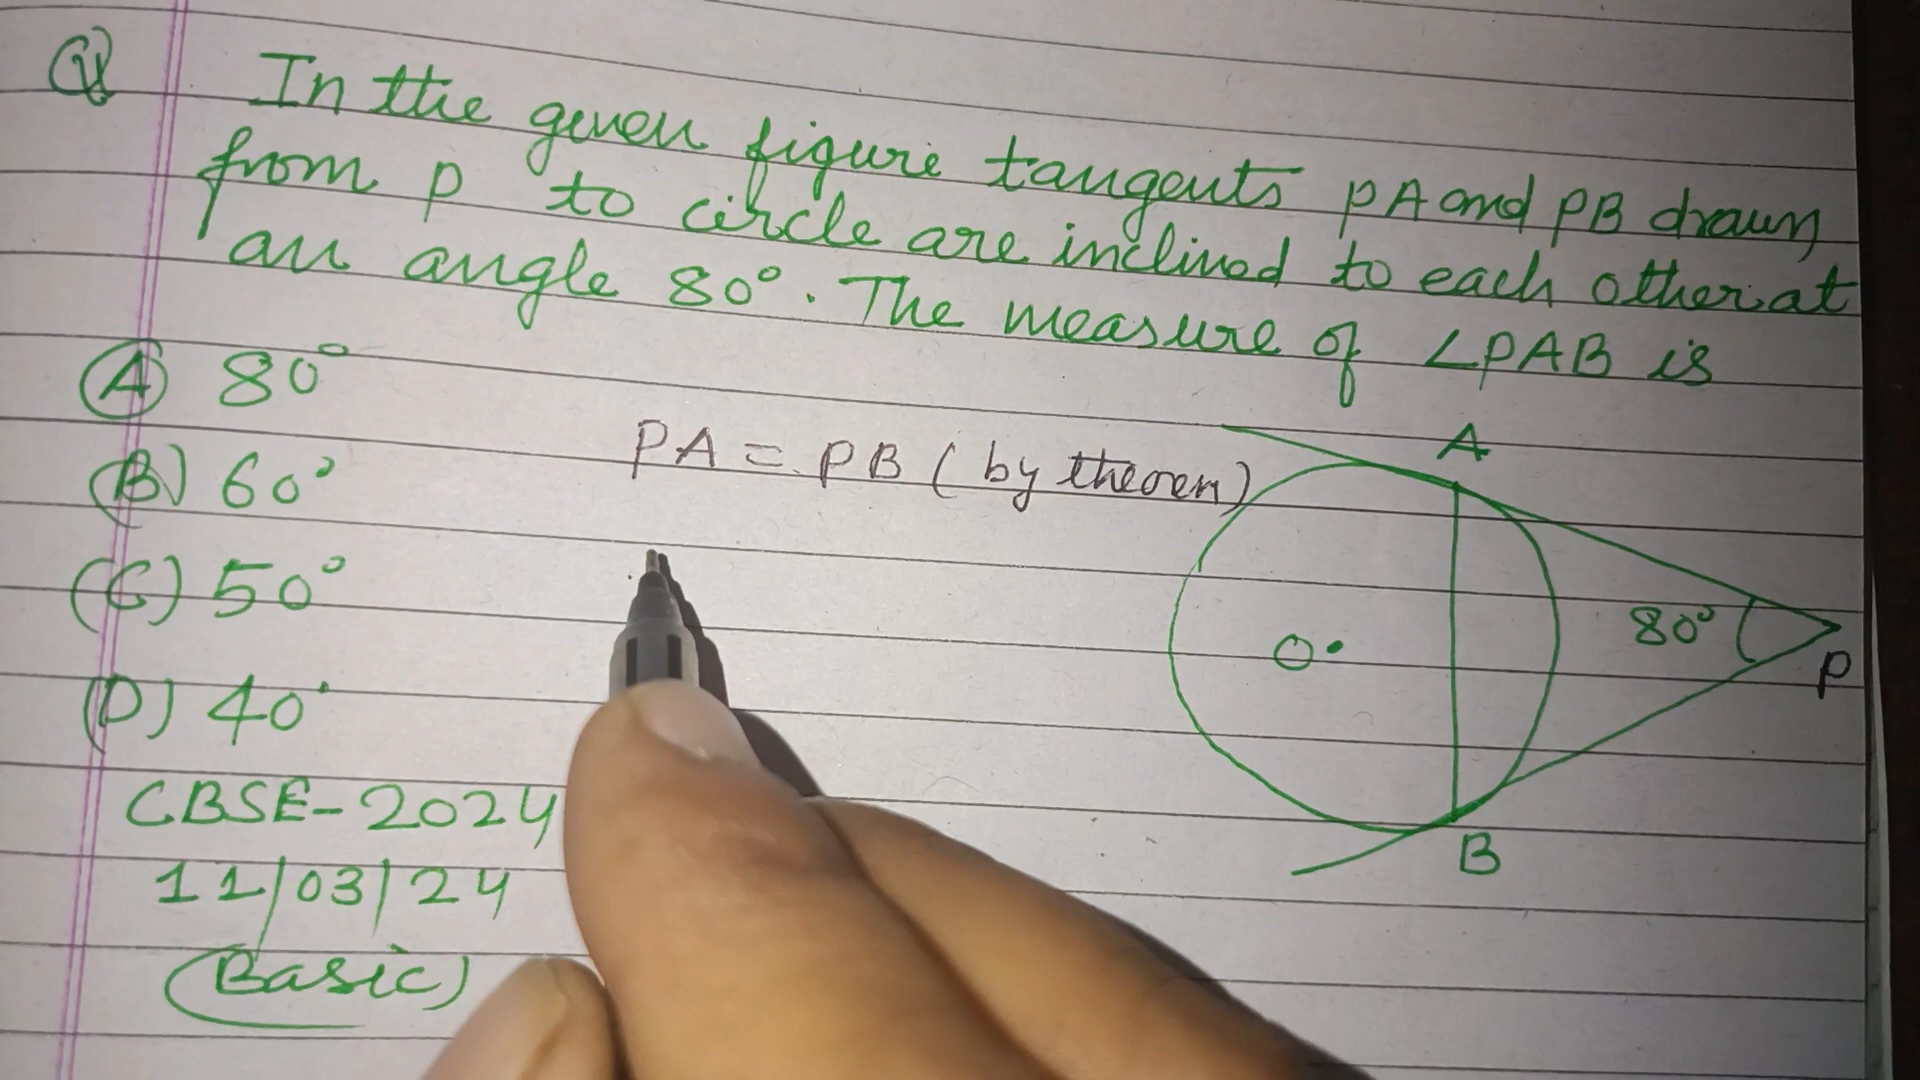 Q In the given figure tangents PA and PB drawn
from P to circle are inclined to each other at
an angle 80°. The measure of ∠PAB is
(A) 80°
(B) 60°
(C) 50°
(D) 40°
CBSE-2024
11/03/24
(Basic)
PA = PB (by theorem)
A
O
80°
P
B